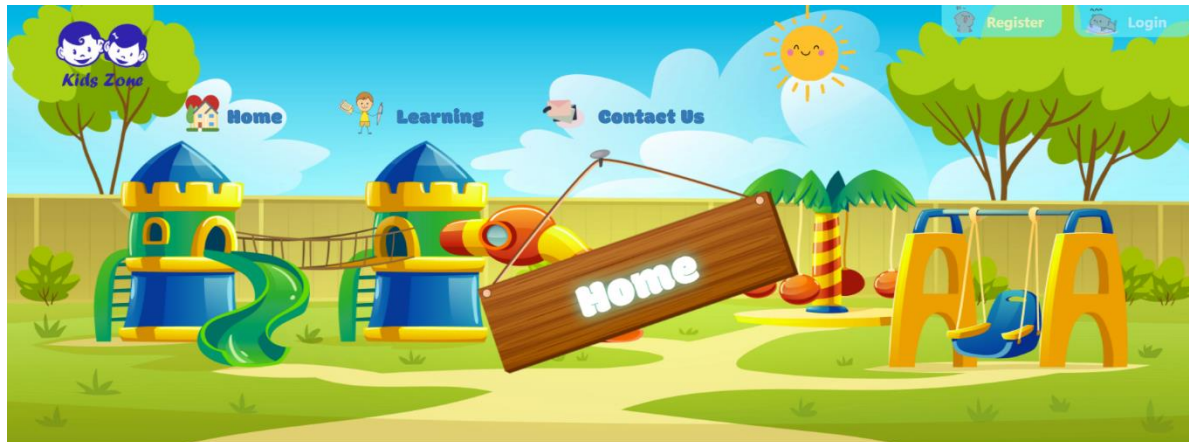 Register
Login
Kids Zone
Home
Learning
Contact Us
Home